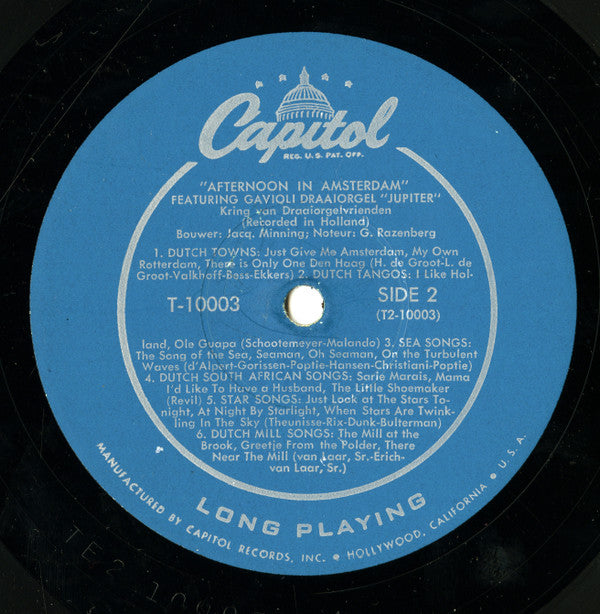 Capitol
REG. U.S. PAT. OFF.
"AFTERNOON IN AMSTERDAM"
FEATURING GAVIOLI DRAAIORGEL "JUPITER"
Kring van Draaiorgelvrienden
(Recorded in Holland)
Bouwer: Jacq. Minning; Noteur: G. Razenberg
1. DUTCH TOWNS: Just Give Me Amsterdam, My Own
Rotterdam, There is Only One Den Haag (H. de Groot-L. de
Groot-Valkhoff-Bess-Ekkers) 2. DUTCH TANGOS: I Like Hol-
T-10003
SIDE 2
(T2-10003)
land, Ole Guapa (Schootemeyer-Malando) 3. SEA SONGS:
The Song of the Sea, Seaman, Oh Seaman, On the Turbulent
Waves (d'Alpert-Gorissen-Poptie-Hansen-Christiani-Poptie)
4. DUTCH SOUTH AFRICAN SONGS: Sarie Marais, Mama
I'd Like To Have a Husband, The Little Shoemaker
(Revil) 5. STAR SONGS: Just Look at The Stars To-
night, At Night By Starlight, When Stars Are Twink-
ling In The Sky (Theunisse-Rix-Dunk-Bulterman)
6. DUTCH MILL SONGS: The Mill at the
Brook, Greetje From the Polder, There
Near The Mill (van Laar, Sr.-Erich-
van Laar, Sr.)
LONG PLAYING
MANUFACTURED BY CAPITOL RECORDS, INC. • HOLLYWOOD, CALIFORNIA • U.S.A.